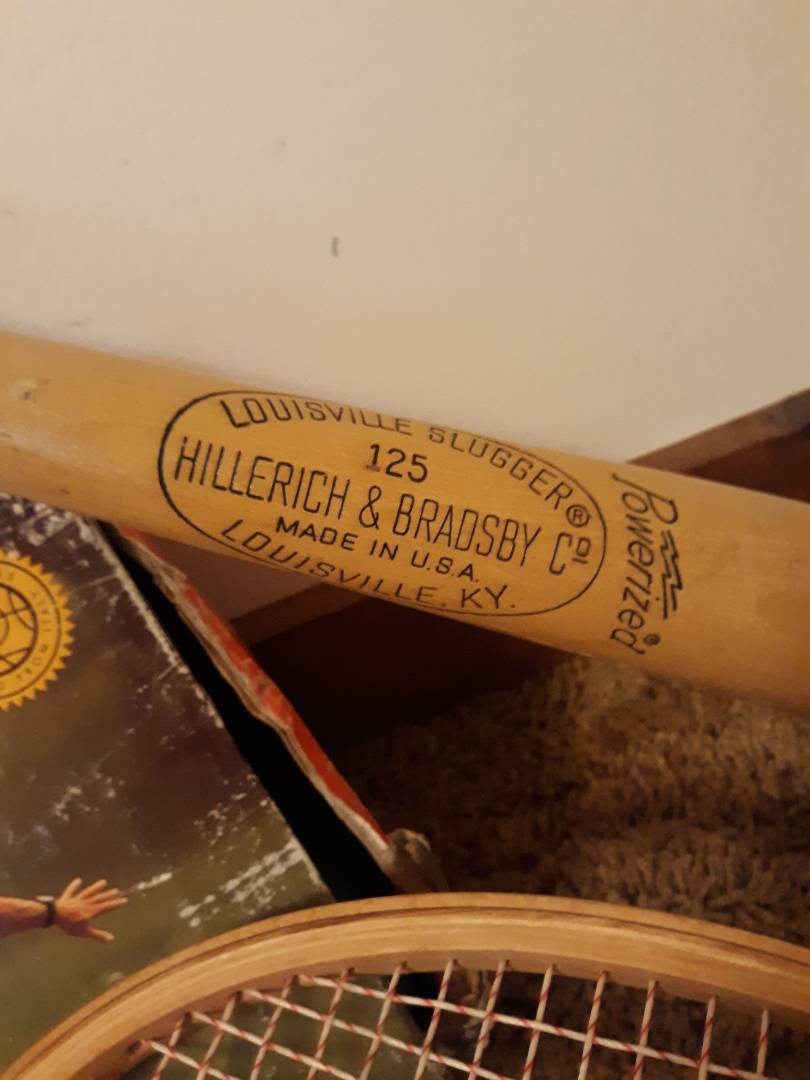 LOUISVILLE SLUGGER®
125
HILLERICH & BRADSBY Cº
MADE IN U.S.A.
LOUISVILLE, KY.
Powerized®